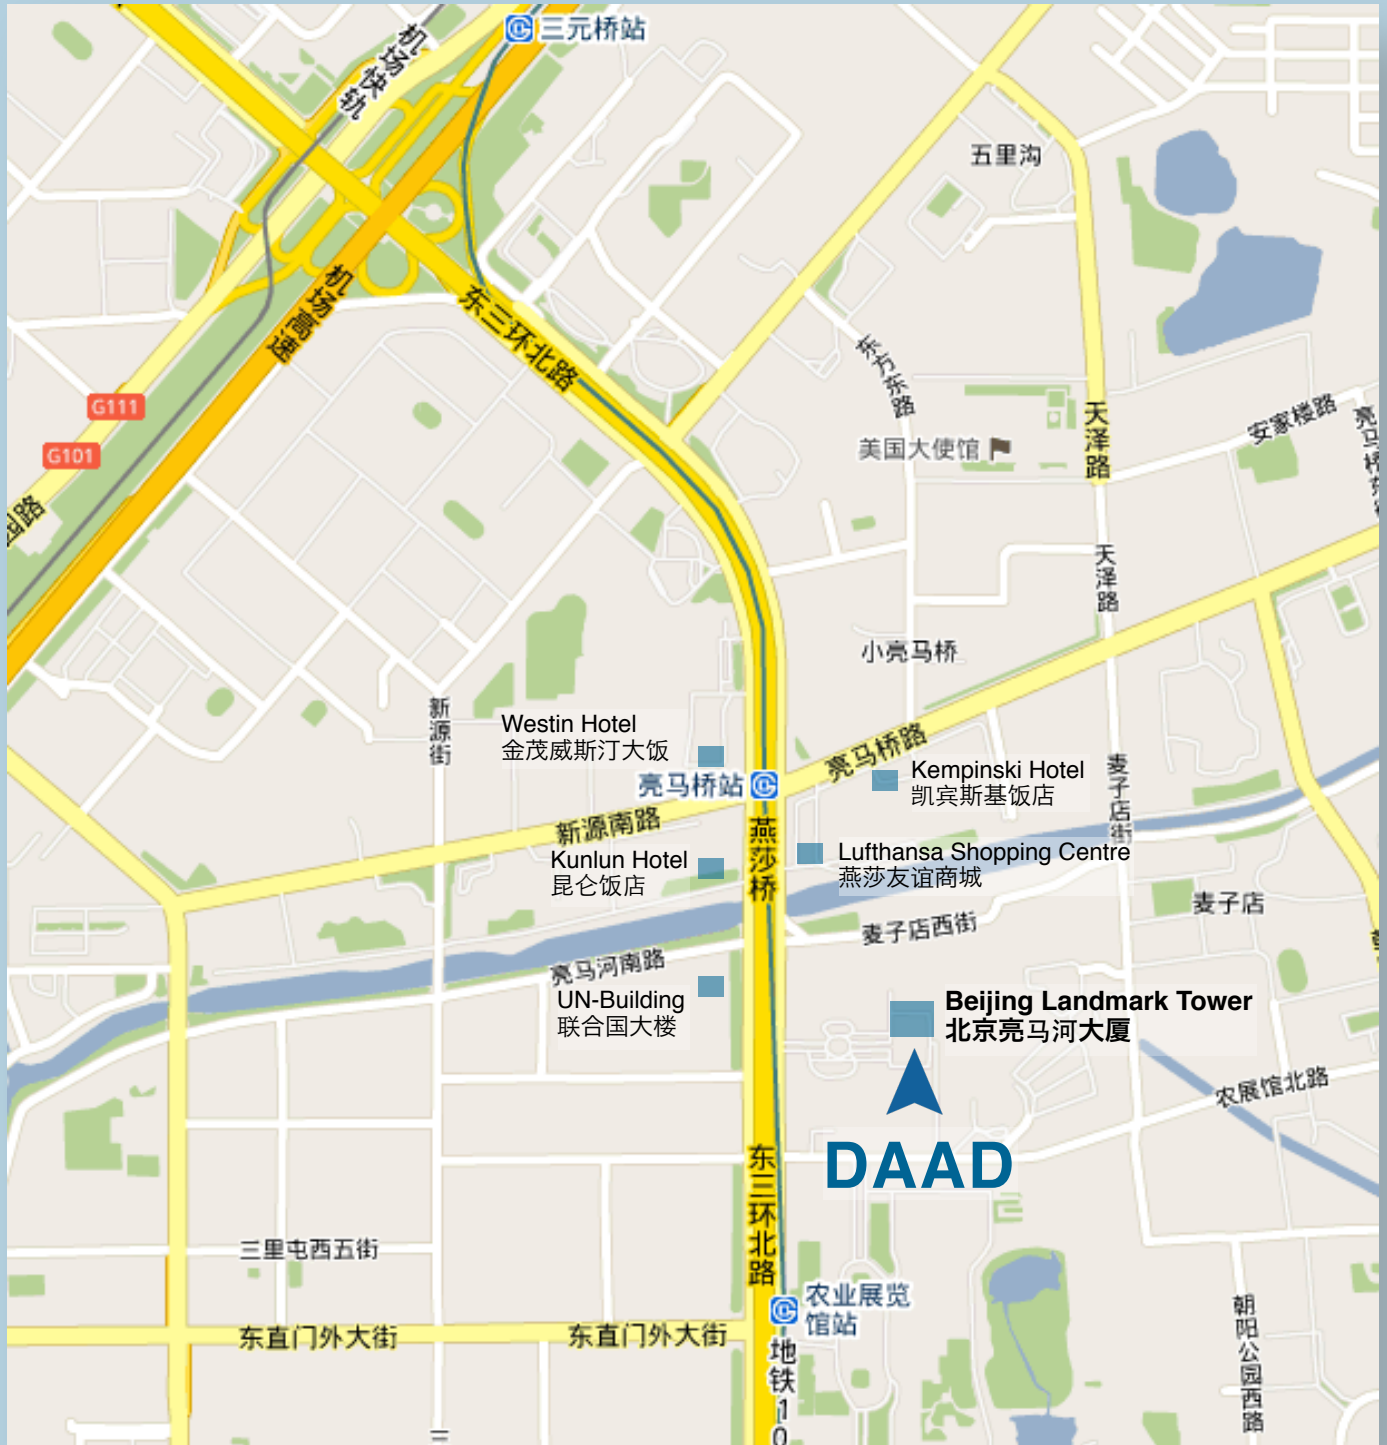 三元桥站
机场快轨
五里沟
机场高速
东三环北路
东方东路
G111
天泽路
安家楼路
美国大使馆
G101
园路
天泽路
小亮马桥
新源街
Westin Hotel
金茂威斯汀大饭
亮马桥路
亮马桥站
Kempinski Hotel
凯宾斯基饭店
麦子店街
新源南路
燕莎桥
Kunlun Hotel
昆仑饭店
Lufthansa Shopping Centre
燕莎友谊商城
麦子店
麦子店西街
亮马河南路
UN-Building
联合国大楼
Beijing Landmark Tower
北京亮马河大厦
农展馆北路
DAAD
东三环北路
三里屯西五街
农业展览
馆站
朝阳公园西路
东直门外大街
东直门外大街
地铁10